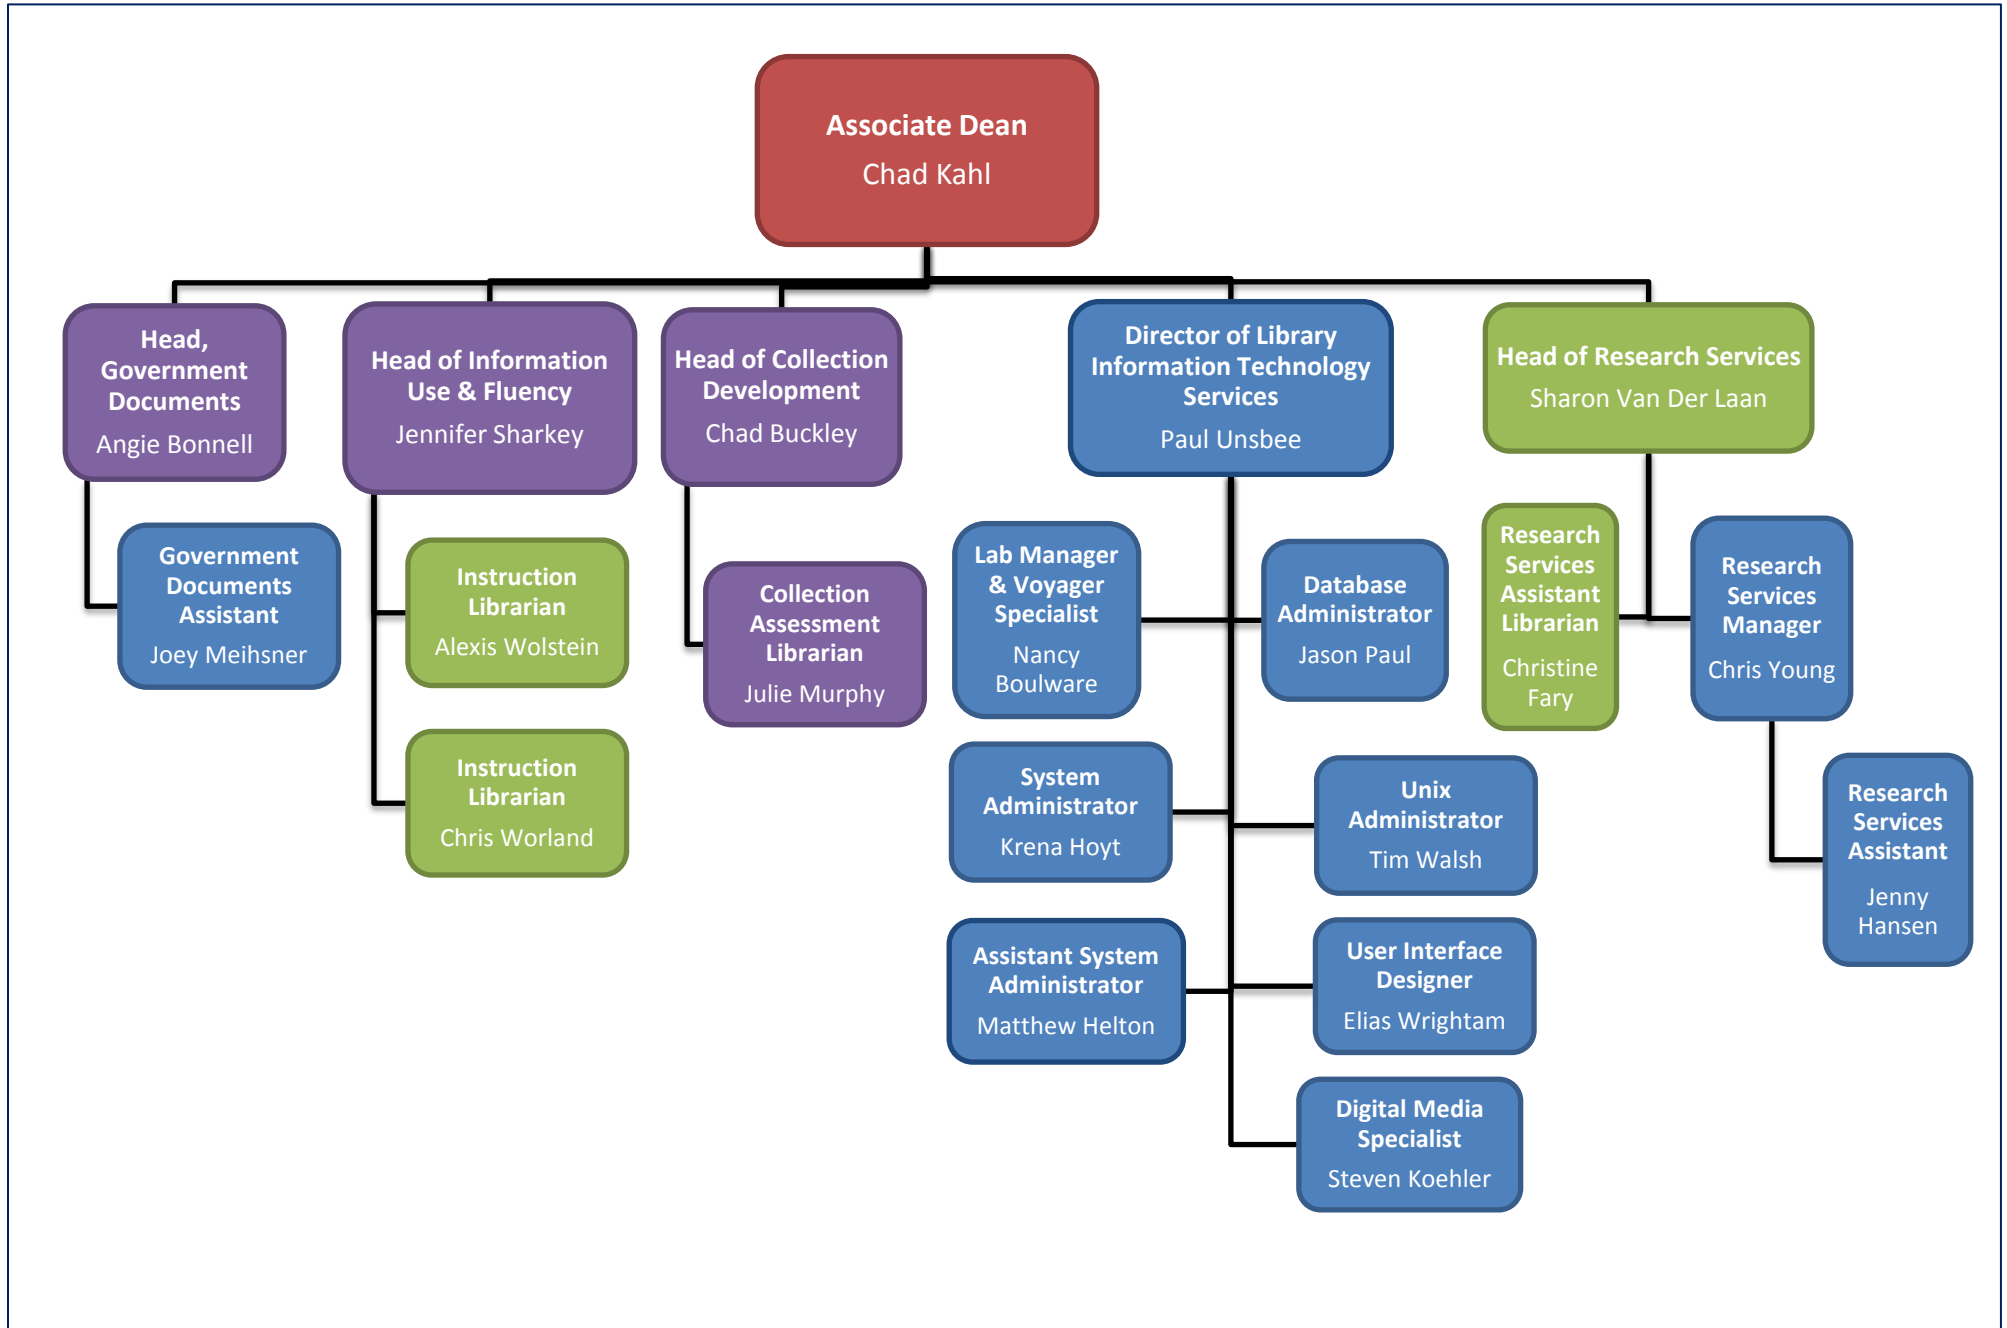 Associate Dean
Chad Kahl
Head,
Government
Documents
Angie Bonnell
Head of Information
Use & Fluency
Jennifer Sharkey
Head of Collection
Development
Chad Buckley
Director of Library
Information Technology
Services
Paul Unsbee
Head of Research Services
Sharon Van Der Laan
Government
Documents
Assistant
Joey Meihsner
Instruction
Librarian
Alexis Wolstein
Instruction
Librarian
Chris Worland
Collection
Assessment
Librarian
Julie Murphy
Lab Manager
& Voyager
Specialist
Nancy
Boulware
Database
Administrator
Jason Paul
System
Administrator
Krena Hoyt
Unix
Administrator
Tim Walsh
Assistant System
Administrator
Matthew Helton
User Interface
Designer
Elias Wrightam
Digital Media
Specialist
Steven Koehler
Research
Services
Assistant
Librarian
Christine
Fary
Research
Services
Manager
Chris Young
Research
Services
Assistant
Jenny
Hansen